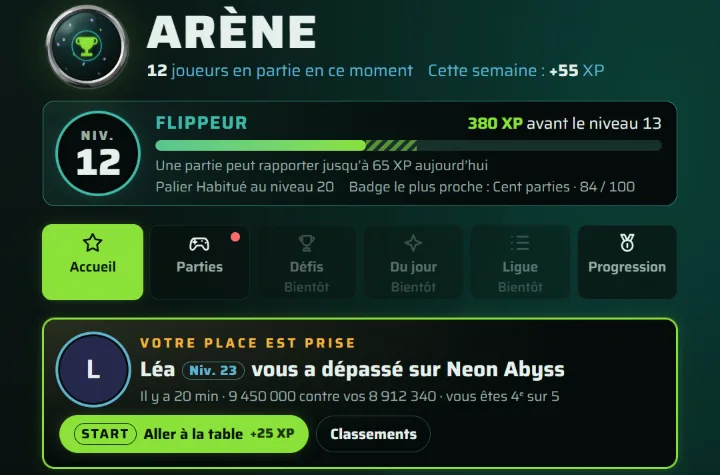 ARÈNE
12 joueurs en partie en ce moment Cette semaine : +55 XP
NIV.
12
FLIPPEUR
380 XP avant le niveau 13
Une partie peut rapporter jusqu'à 65 XP aujourd'hui
Palier Habitué au niveau 20 Badge le plus proche : Cent parties · 84 / 100
Accueil
Parties
Défis
Bientôt
Du jour
Bientôt
Ligue
Bientôt
Progression
VOTRE PLACE EST PRISE
L
Léa Niv. 23 vous a dépassé sur Neon Abyss
Il y a 20 min · 9 450 000 contre vos 8 912 340 · vous êtes 4ᵉ sur 5
START Aller à la table +25 XP
Classements